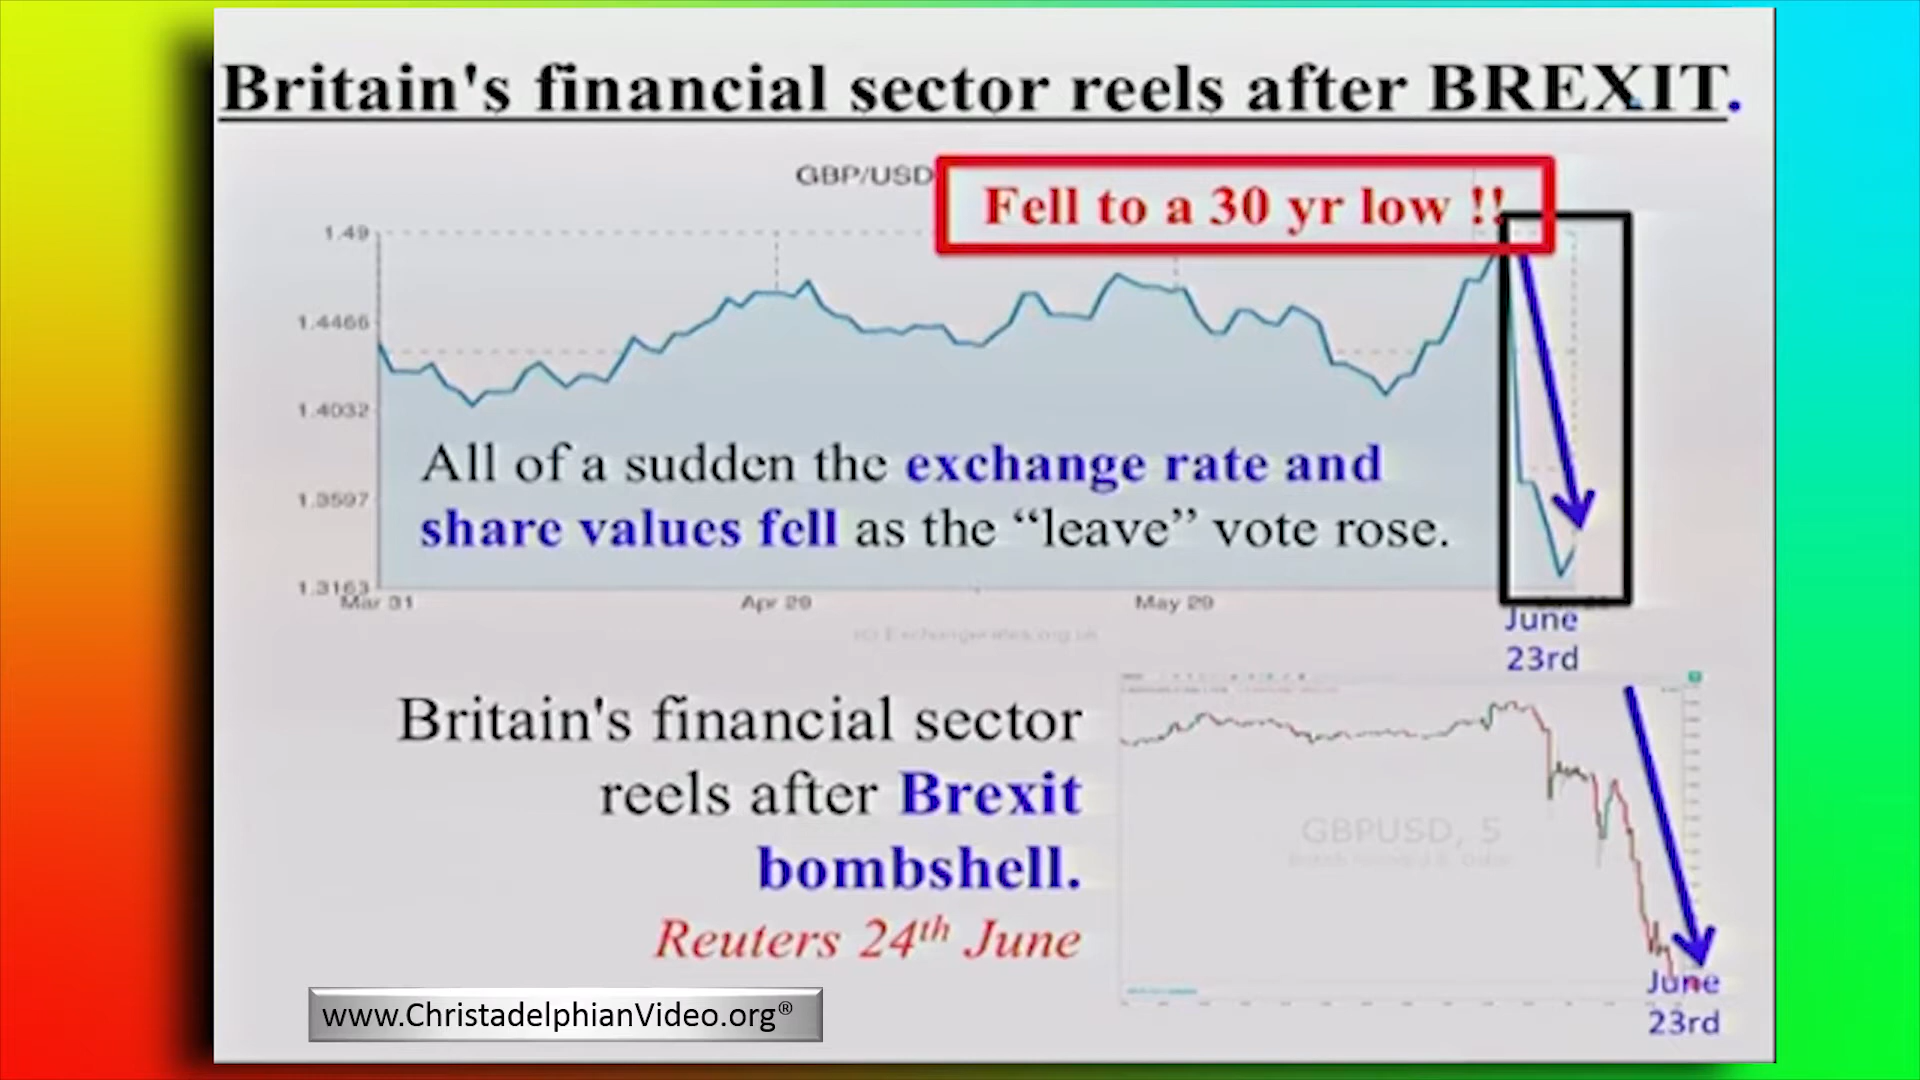 Britain's financial sector reels after BREXIT.
GBP/USD
Fell to a 30 yr low !!
1.49
1.4466
1.4032
1.3597
1.3163
All of a sudden the exchange rate and
share values fell as the “leave” vote rose.
Mar 31
Apr 29
May 29
June
23rd
(c) Exchangerates.org.uk
Britain's financial sector
reels after Brexit
bombshell.
Reuters 24th June
GBPUSD, 5
June
23rd
www.ChristadelphianVideo.org®